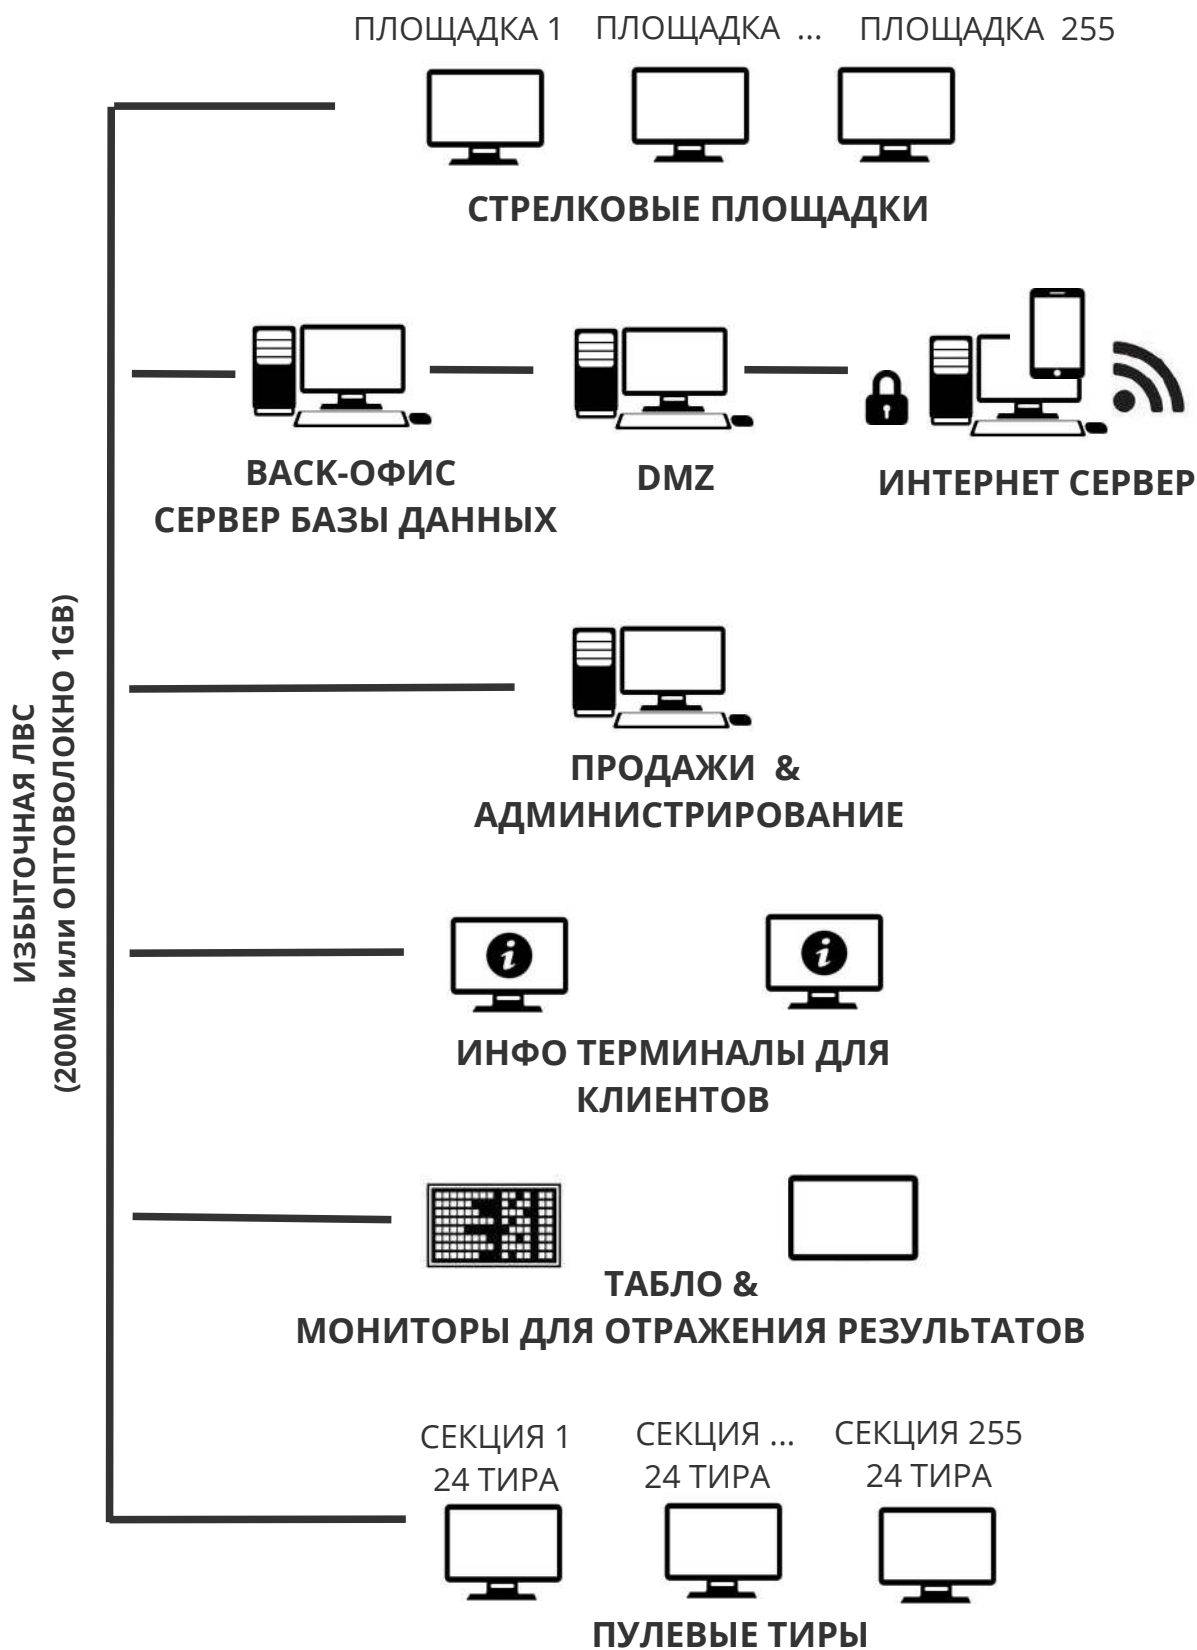 ПЛОЩАДКА 1 ПЛОЩАДКА ... ПЛОЩАДКА 255
СТРЕЛКОВЫЕ ПЛОЩАДКИ
BACK-ОФИС
СЕРВЕР БАЗЫ ДАННЫХ
DMZ
ИНТЕРНЕТ СЕРВЕР
ИЗБЫТОЧНАЯ ЛВС
(200Mb или ОПТОВОЛОКНО 1GB)
ПРОДАЖИ &
АДМИНИСТРИРОВАНИЕ
i i
ИНФО ТЕРМИНАЛЫ ДЛЯ
КЛИЕНТОВ
ТАБЛО &
МОНИТОРЫ ДЛЯ ОТРАЖЕНИЯ РЕЗУЛЬТАТОВ
СЕКЦИЯ 1 СЕКЦИЯ ... СЕКЦИЯ 255
24 ТИРА 24 ТИРА 24 ТИРА
ПУЛЕВЫЕ ТИРЫ